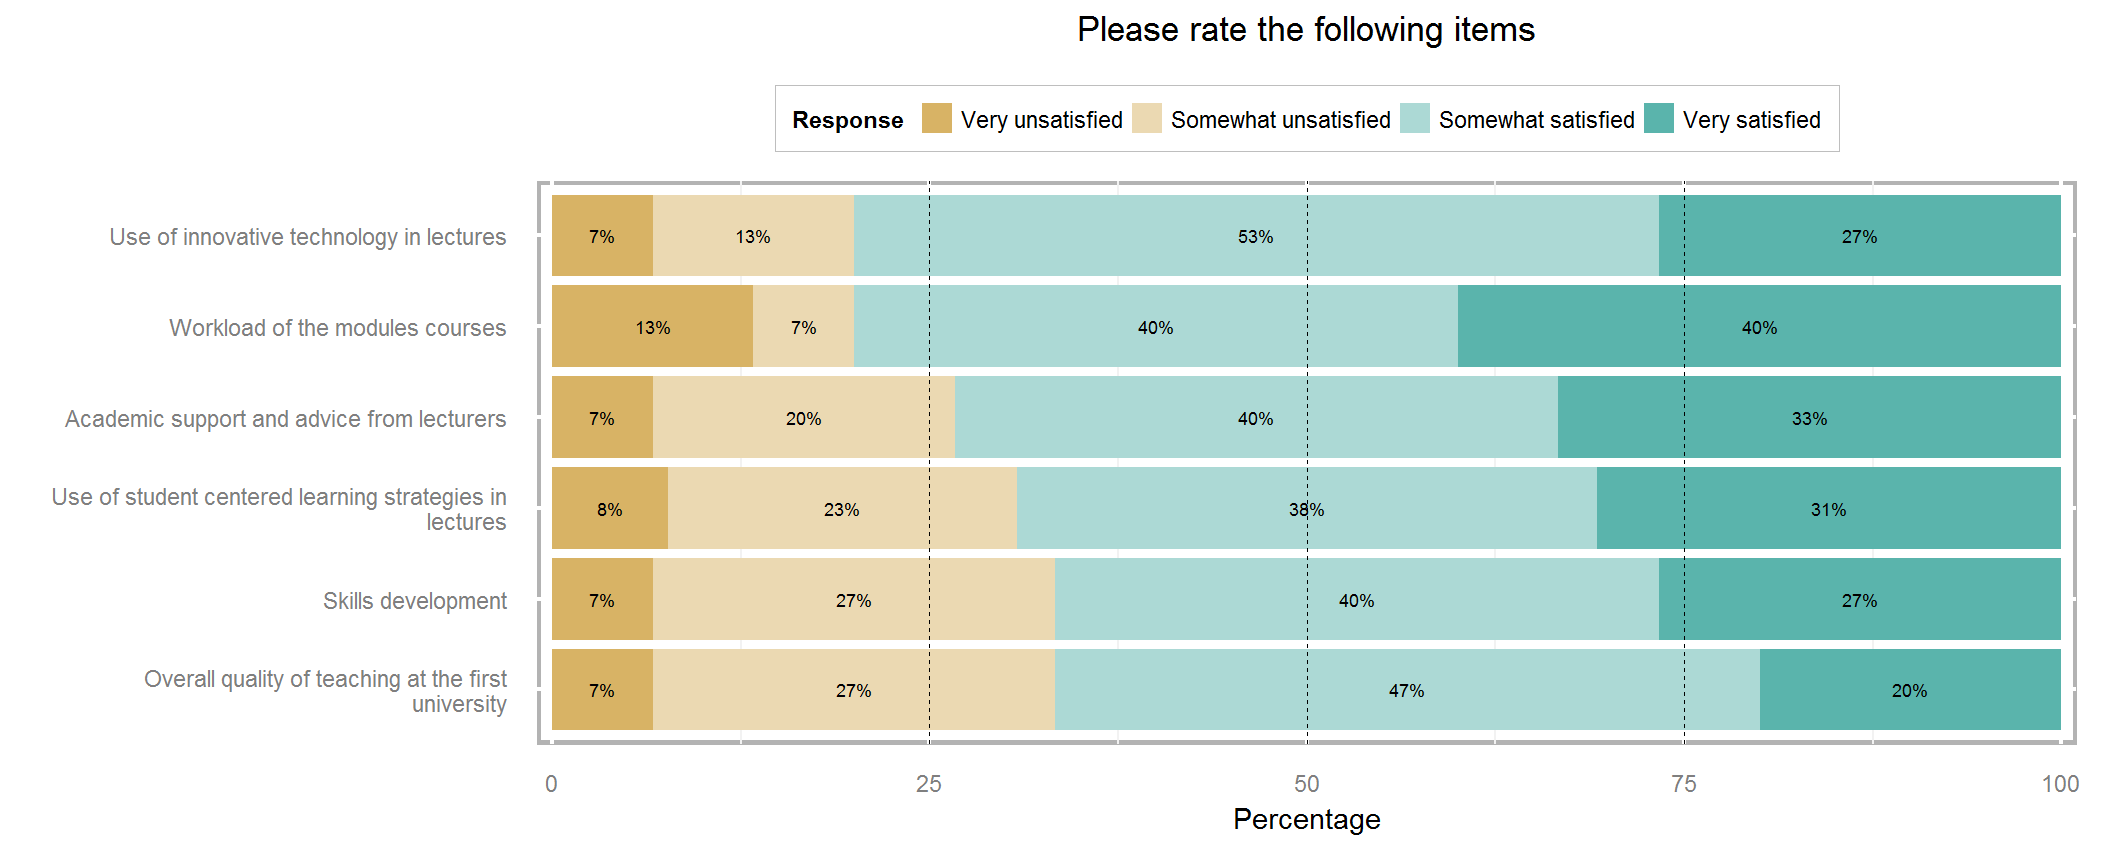 Please rate the following items
Response Very unsatisfied Somewhat unsatisfied Somewhat satisfied Very satisfied
Use of innovative technology in lectures 7% 13% 53% 27%
Workload of the modules courses 13% 7% 40% 40%
Academic support and advice from lecturers 7% 20% 40% 33%
Use of student centered learning strategies in
lectures
8% 23% 38% 31%
Skills development 7% 27% 40% 27%
Overall quality of teaching at the first
university
7% 27% 47% 20%
0 25 50 75 100
Percentage